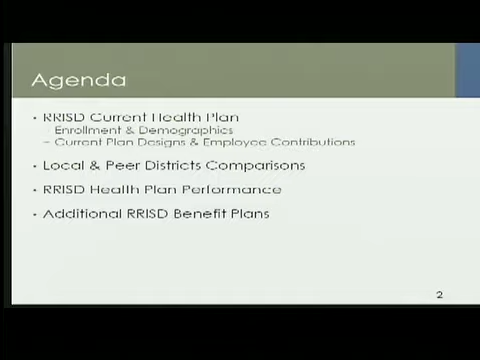 Agenda
• RRISD Current Health Plan
Enrollment & Demographics
– Current Plan Designs & Employee Contributions
• Local & Peer Districts Comparisons
• RRISD Health Plan Performance
• Additional RRISD Benefit Plans
2